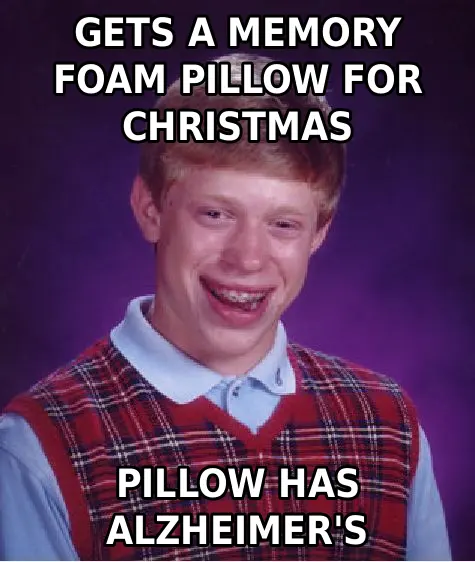 GETS A MEMORY
FOAM PILLOW FOR
CHRISTMAS
PILLOW HAS
ALZHEIMER'S